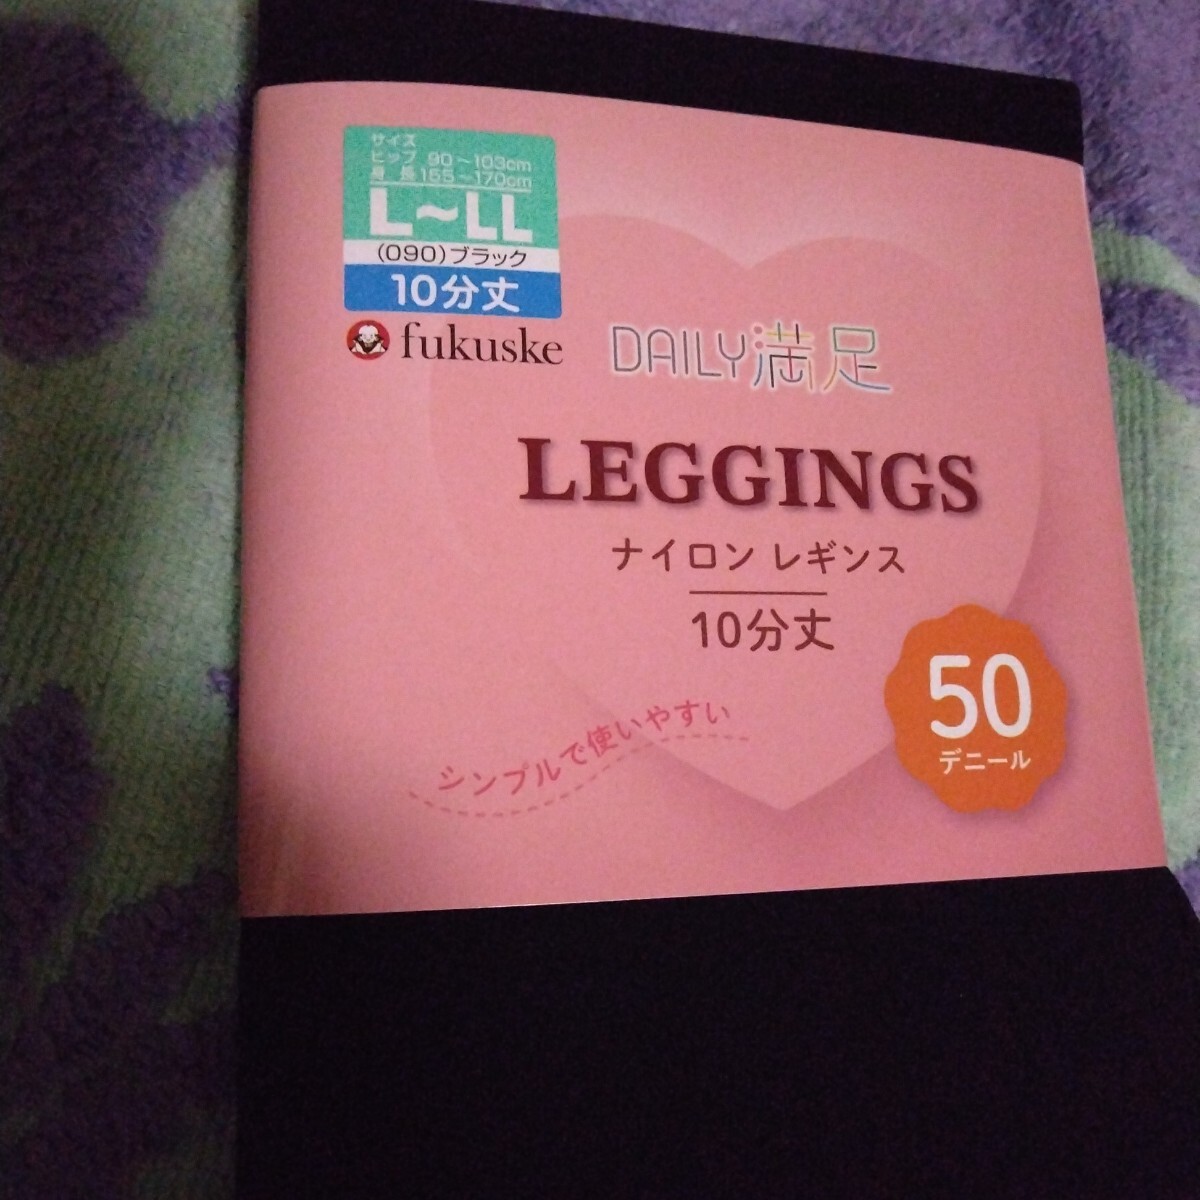 サイズ
ヒップ 90～103cm
身 長 155～170cm
L～LL
(090)ブラック
10分丈
fukuske
DAILY満足
LEGGINGS
ナイロン レギンス
10分丈
シンプルで使いやすい
50
デニール